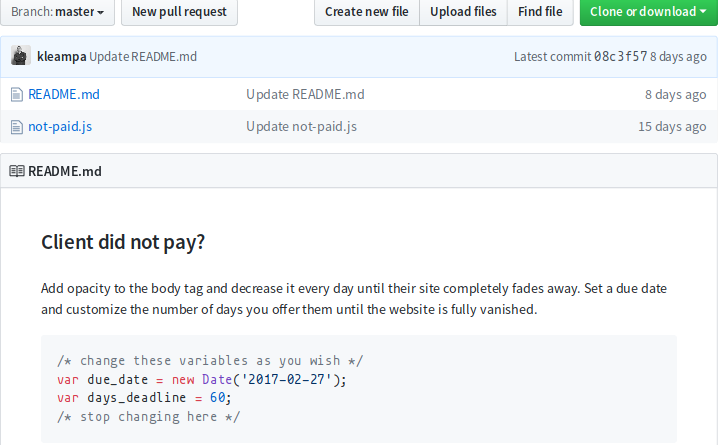 Branch: master New pull request Create new file Upload files Find file Clone or download
kleampa Update README.md Latest commit 08c3f57 8 days ago
README.md Update README.md 8 days ago
not-paid.js Update not-paid.js 15 days ago
README.md
Client did not pay?
Add opacity to the body tag and decrease it every day until their site completely fades away. Set a due date
and customize the number of days you offer them until the website is fully vanished.
/* change these variables as you wish */
var due_date = new Date('2017-02-27');
var days_deadline = 60;
/* stop changing here */